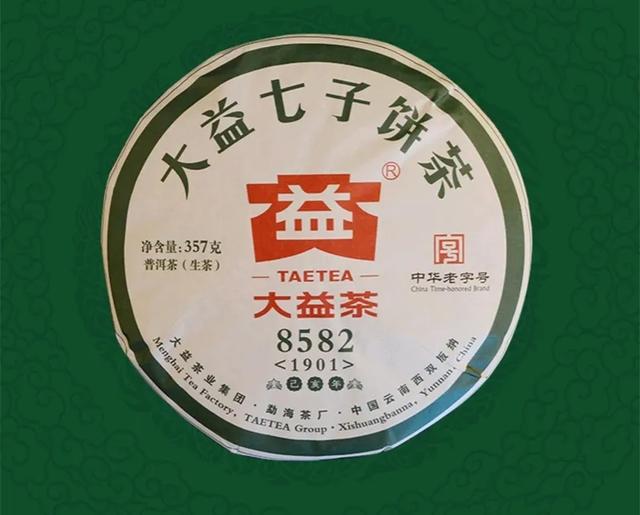 大益七子饼茶
益
®
TAETEA
大益茶
净含量:357克
普洱茶（生茶）
中华老字号
China Time-honored Brand
8582
<1901>
己亥年
大益茶业集团·勐海茶厂·中国云南西双版纳
Menghai Tea Factory, TAETEA Group·Xishuangbanna, Yunnan, China